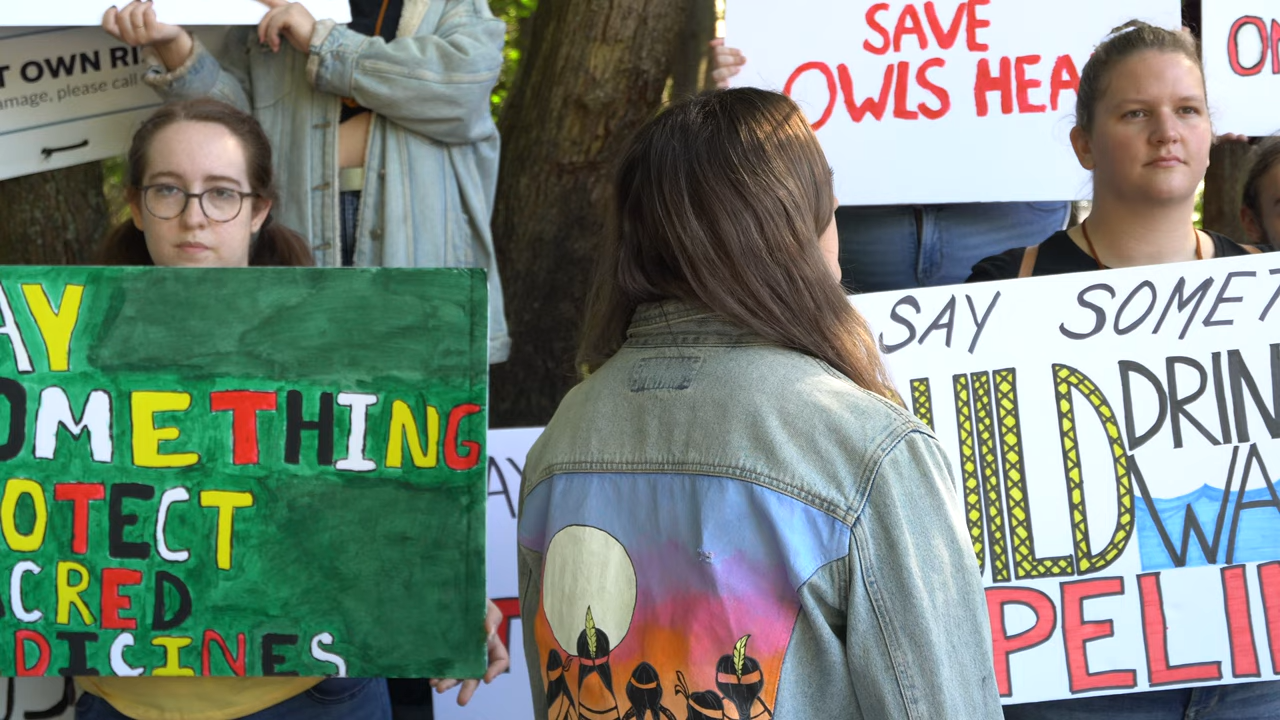 T OWN RI
amage, please call
SAVE
OWLS HEA
ON
AY
OMETHING
OTECT
CRED
DICINES
AY
SAY SOMET
UILD DRIN
WA
PELI